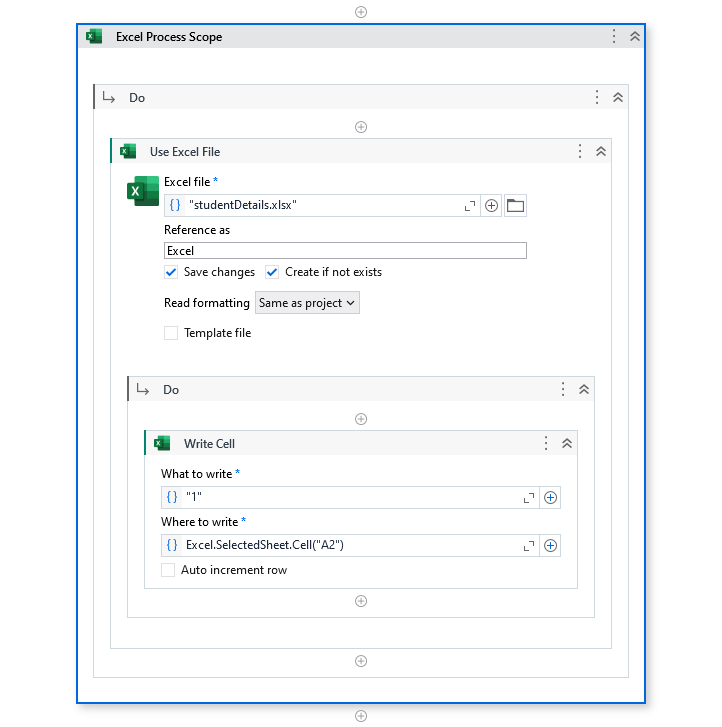 Excel Process Scope
Do
Use Excel File
Excel file *
{ } "studentDetails.xlsx"
Reference as
Excel
Save changes Create if not exists
Read formatting Same as project
Template file
Do
Write Cell
What to write *
{ } "1"
Where to write *
{ } Excel.SelectedSheet.Cell("A2")
Auto increment row